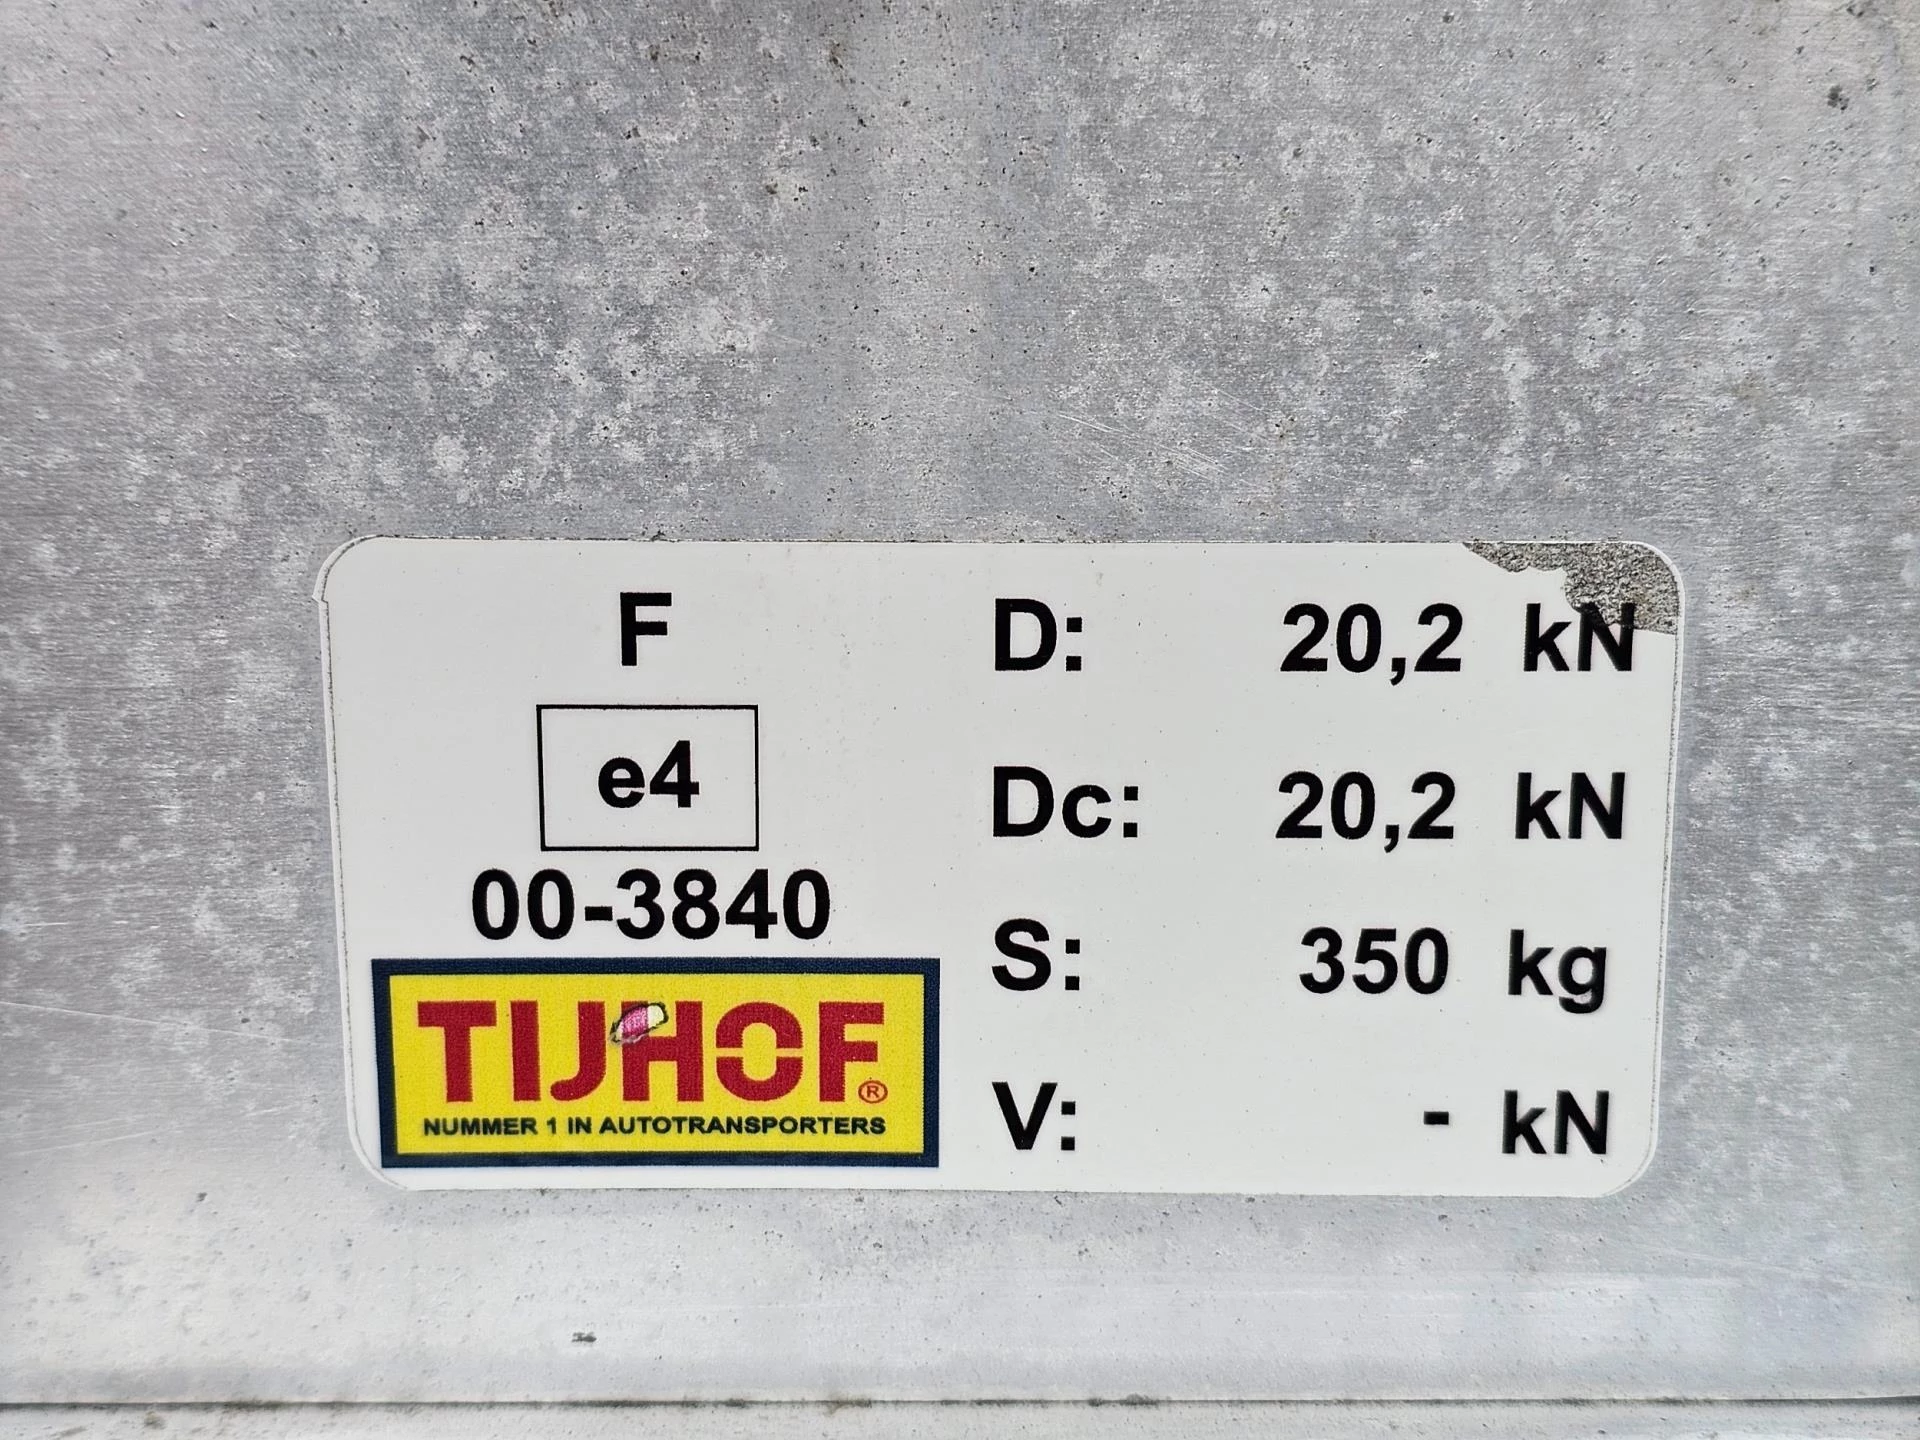 F
e4
00-3840
TIJHOF®
NUMMER 1 IN AUTOTRANSPORTERS
D: 20,2 kN
Dc: 20,2 kN
S: 350 kg
V: - kN